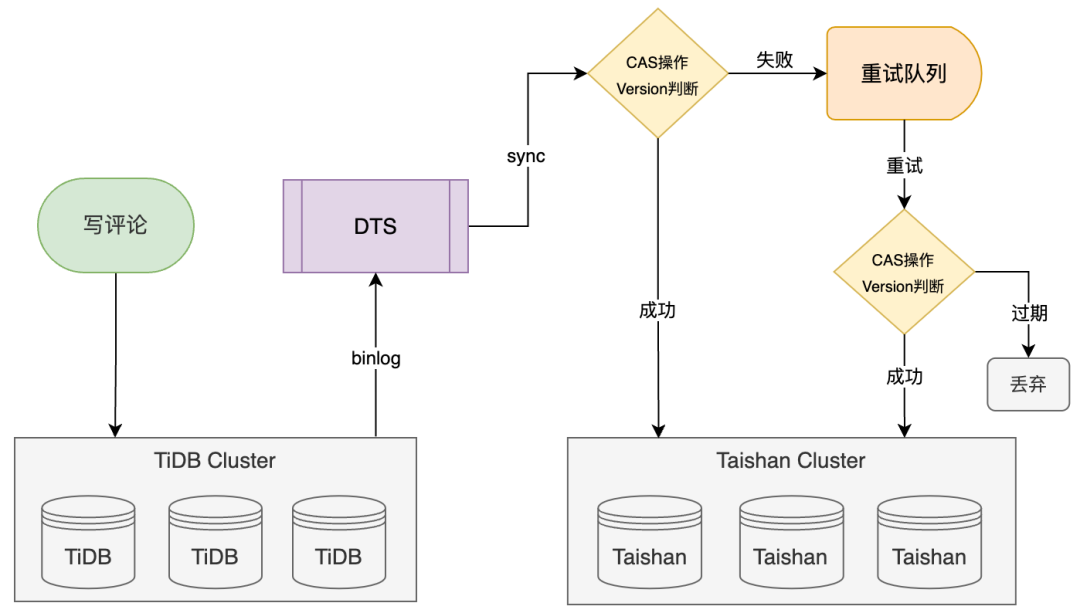 CAS操作
Version判断
失败
重试队列
sync
重试
写评论
DTS
CAS操作
Version判断
成功
过期
binlog
成功
丢弃
TiDB Cluster
Taishan Cluster
TiDB
TiDB
TiDB
Taishan
Taishan
Taishan